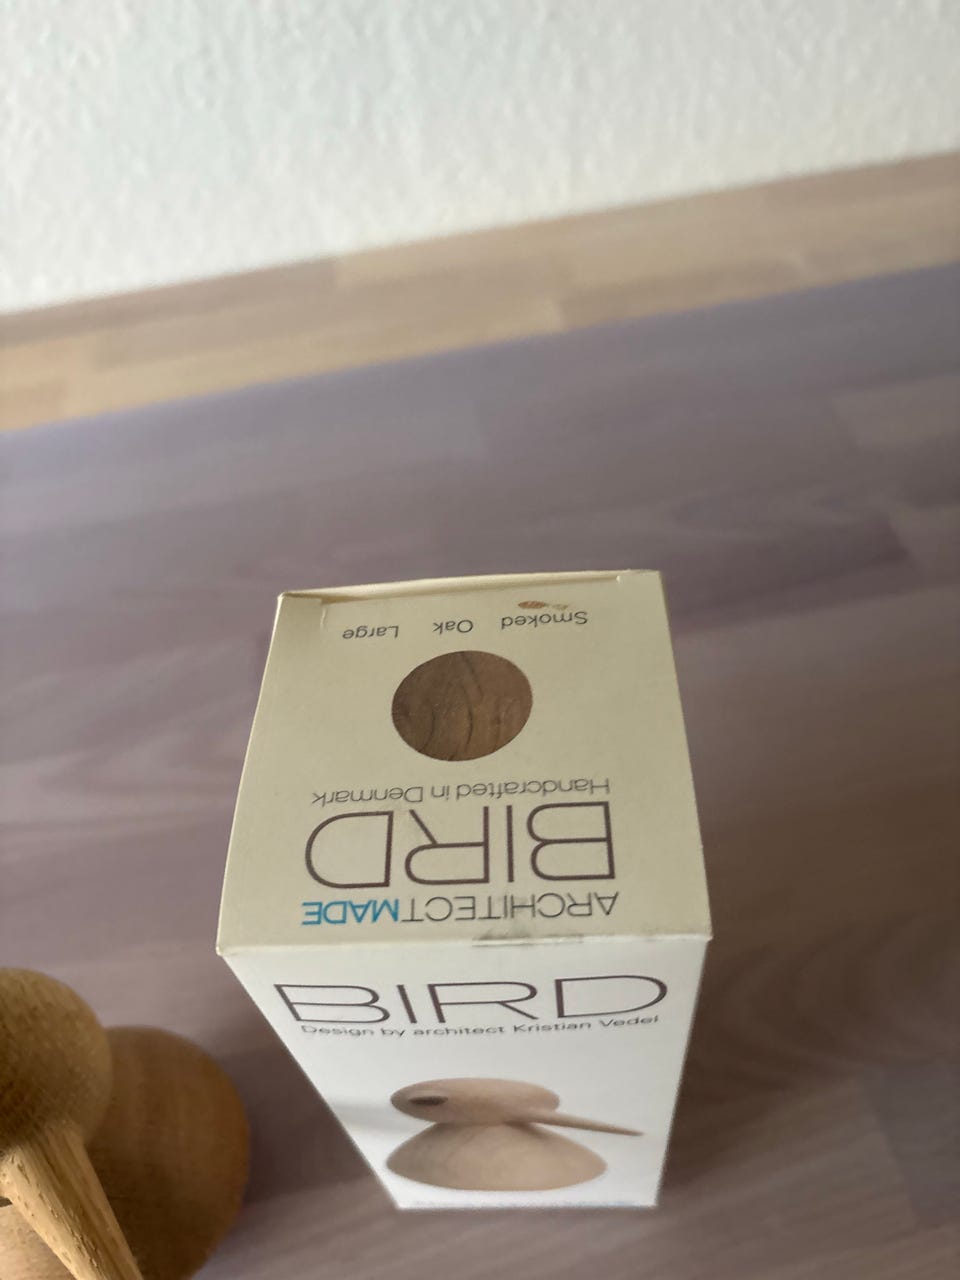 ARCHITECTMADE
BIRD
Handcrafted in Denmark
Smoked Oak Large
BIRD
Design by architect Kristian Vedel